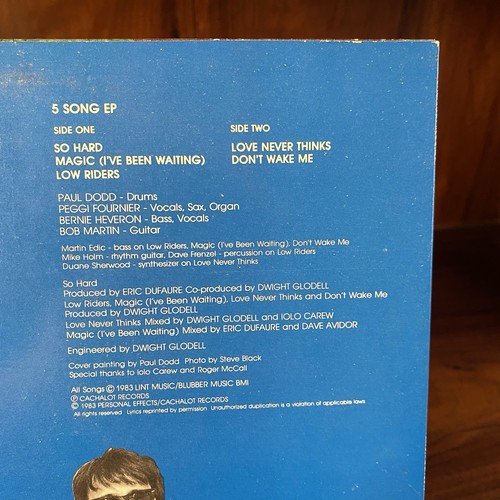 5 SONG EP
SIDE ONE
SO HARD
MAGIC (I'VE BEEN WAITING)
LOW RIDERS
SIDE TWO
LOVE NEVER THINKS
DON'T WAKE ME
PAUL DODD - Drums
PEGGI FOURNIER - Vocals, Sax, Organ
BERNIE HEVERON - Bass, Vocals
BOB MARTIN - Guitar
Martin Edic - bass on Low Riders, Magic (I've Been Waiting), Don't Wake Me
Mike Holm - rhythm guitar, Dave Frenzel - percussion on Low Riders
Duane Sherwood - synthesizer on Love Never Thinks
So Hard
Produced by ERIC DUFAURE Co-produced by DWIGHT GLODELL
Low Riders, Magic (I've Been Waiting), Love Never Thinks and Don't Wake Me
Produced by DWIGHT GLODELL
Love Never Thinks Mixed by DWIGHT GLODELL and IOLO CAREW
Magic (I've Been Waiting) Mixed by ERIC DUFAURE and DAVE AVIDOR
Engineered by DWIGHT GLODELL
Cover painting by Paul Dodd Photo by Steve Black
Special thanks to Iolo Carew and Roger McCall
All Songs © 1983 LINT MUSIC/BLUBBER MUSIC BMI
℗ CACHALOT RECORDS
© 1983 PERSONAL EFFECTS/CACHALOT RECORDS
All rights reserved Lyrics reprinted by permission Unauthorized duplication is a violation of applicable laws